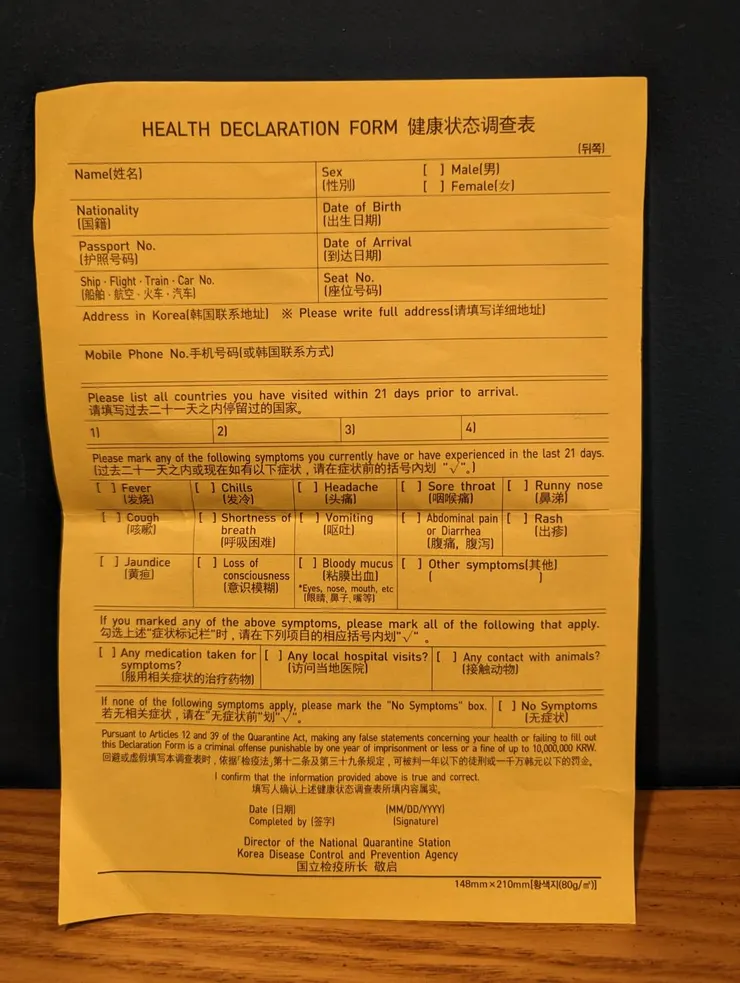 HEALTH DECLARATION FORM 健康状态调查表
(뒤쪽)
Name(姓名)
Sex
(性別)
[ ] Male(男)
[ ] Female(女)
Nationality
(国籍)
Date of Birth
(出生日期)
Passport No.
(护照号码)
Date of Arrival
(到达日期)
Ship·Flight·Train·Car No.
(船舶·航空·火车·汽车)
Seat No.
(座位号码)
Address in Korea(韩国联系地址) ※ Please write full address(请填写详细地址)
Mobile Phone No.手机号码(或韩国联系方式)
Please list all countries you have visited within 21 days prior to arrival.
请填写过去二十一天之内停留过的国家。
1) 2) 3) 4)
Please mark any of the following symptoms you currently have or have experienced in the last 21 days.
(过去二十一天之内或现在如有以下症状，请在症状前的括号內划 "√"。)
[ ] Fever
(发烧)
[ ] Chills
(发冷)
[ ] Headache
(头痛)
[ ] Sore throat
(咽喉痛)
[ ] Runny nose
(鼻涕)
[ ] Cough
(咳嗽)
[ ] Shortness of
breath
(呼吸困难)
[ ] Vomiting
(呕吐)
[ ] Abdominal pain
or Diarrhea
(腹痛, 腹泻)
[ ] Rash
(出疹)
[ ] Jaundice
(黄疸)
[ ] Loss of
consciousness
(意识模糊)
[ ] Bloody mucus
(粘膜出血)
*Eyes, nose, mouth, etc
(眼睛, 鼻子, 嘴等)
[ ] Other symptoms(其他)
( )
If you marked any of the above symptoms, please mark all of the following that apply.
勾选上述"症状标记栏"时，请在下列项目的相应括号内划"√" 。
[ ] Any medication taken for
symptoms?
(服用相关症状的治疗药物)
[ ] Any local hospital visits?
(访问当地医院)
[ ] Any contact with animals?
(接触动物)
If none of the following symptoms apply, please mark the "No Symptoms" box.
若无相关症状，请在"无症状前"划"√"。
[ ] No Symptoms
(无症状)
Pursuant to Articles 12 and 39 of the Quarantine Act, making any false statements concerning your health or failing to fill out
this Declaration Form is a criminal offense punishable by one year of imprisonment or less or a fine of up to 10,000,000 KRW.
回避或虚假填写本调查表时，依据「检疫法」第十二条及第三十九条规定，可被判一年以下的徒刑或一千万韩元以下的罚金。
I confirm that the information provided above is true and correct.
填写人确认上述健康状态调查表所填内容属实。
Date (日期) (MM/DD/YYYY)
Completed by (签字) (Signature)
Director of the National Quarantine Station
Korea Disease Control and Prevention Agency
国立检疫所长 敬启
148mm×210mm[황색지(80g/㎡)]